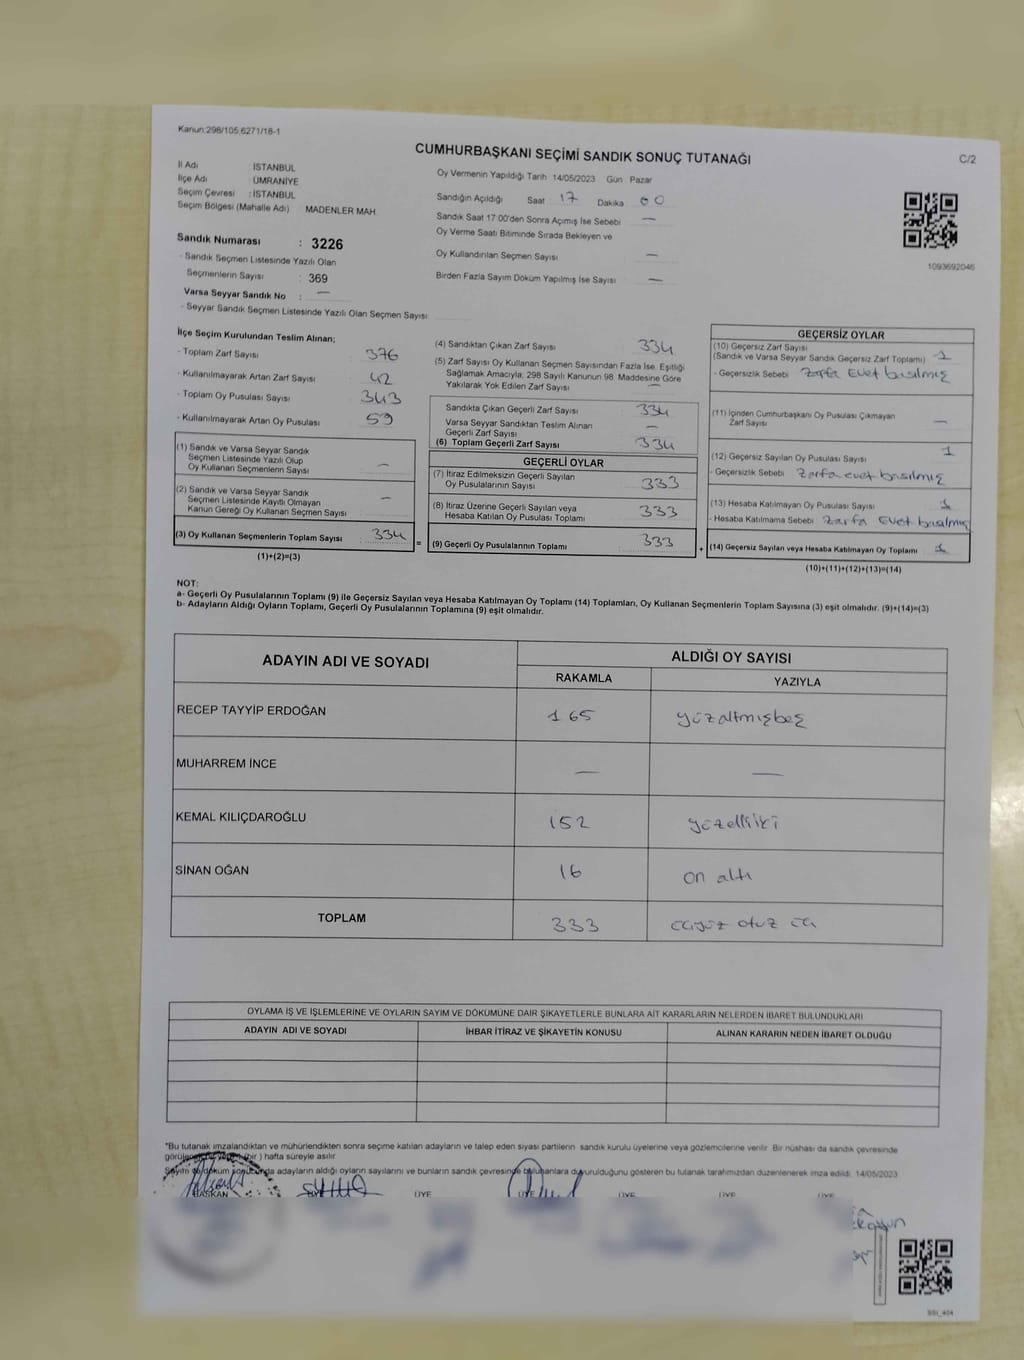 Kanun:298/105,6271/18-1
CUMHURBAŞKANI SEÇİMİ SANDIK SONUÇ TUTANAĞI
C/2
İl Adı : İSTANBUL
İlçe Adı : ÜMRANİYE
Seçim Çevresi : İSTANBUL
Seçim Bölgesi (Mahalle Adı) : MADENLER MAH.
Oy Vermenin Yapıldığı Tarih 14/05/2023 Gün : Pazar
Sandığın Açıldığı Saat 17 Dakika 00
Sandık Saat 17:00'den Sonra Açımış İse Sebebi —
Oy Verme Saati Bitiminde Sırada Bekleyen ve
Oy Kullandırılan Seçmen Sayısı —
Birden Fazla Sayım Döküm Yapılmış İse Sayısı —
1093692046
Sandık Numarası : 3226
- Sandık Seçmen Listesinde Yazılı Olan
Seçmenlerin Sayısı : 369
Varsa Seyyar Sandık No : —
- Seyyar Sandık Seçmen Listesinde Yazılı Olan Seçmen Sayısı:
İlçe Seçim Kurulundan Teslim Alınan;
- Toplam Zarf Sayısı 376
- Kullanılmayarak Artan Zarf Sayısı 42
- Toplam Oy Pusulası Sayısı 343
- Kullanılmayarak Artan Oy Pusulası 59
(1) Sandık ve Varsa Seyyar Sandık
Seçmen Listesinde Yazılı Olup
Oy Kullanan Seçmenlerin Sayısı —
(2) Sandık ve Varsa Seyyar Sandık
Seçmen Listesinde Kayıtlı Olmayan
Kanun Gereği Oy Kullanan Seçmen Sayısı —
(3) Oy Kullanan Seçmenlerin Toplam Sayısı 334
(1)+(2)=(3)
(4) Sandıktan Çıkan Zarf Sayısı 334
(5) Zarf Sayısı Oy Kullanan Seçmen Sayısından Fazla İse, Eşitliği
Sağlamak Amacıyla, 298 Sayılı Kanunun 98. Maddesine Göre
Yakılarak Yok Edilen Zarf Sayısı —
Sandıkta Çıkan Geçerli Zarf Sayısı 334
Varsa Seyyar Sandıktan Teslim Alınan
Geçerli Zarf Sayısı —
(6) Toplam Geçerli Zarf Sayısı 334
GEÇERLİ OYLAR
(7) İtiraz Edilmeksizin Geçerli Sayılan
Oy Pusulalarının Sayısı 333
(8) İtiraz Üzerine Geçerli Sayılan veya
Hesaba Katılan Oy Pusulası Toplamı 333
= (9) Geçerli Oy Pusulalarının Toplamı 333
GEÇERSİZ OYLAR
(10) Geçersiz Zarf Sayısı
(Sandık ve Varsa Seyyar Sandık Geçersiz Zarf Toplamı) 1
- Geçersizlik Sebebi Zarfa Evet basılmış
(11) İçinden Cumhurbaşkanı Oy Pusulası Çıkmayan
Zarf Sayısı —
(12) Geçersiz Sayılan Oy Pusulası Sayısı 1
- Geçersizlik Sebebi Zarfa evet basılmış
(13) Hesaba Katılmayan Oy Pusulası Sayısı 1
- Hesaba Katılmama Sebebi Zarfa Evet basılmış
+ (14) Geçersiz Sayılan veya Hesaba Katılmayan Oy Toplamı 1
(10)+(11)+(12)+(13)=(14)
NOT:
a- Geçerli Oy Pusulalarının Toplamı (9) ile Geçersiz Sayılan veya Hesaba Katılmayan Oy Toplamı (14) Toplamları, Oy Kullanan Seçmenlerin Toplam Sayısına (3) eşit olmalıdır. (9)+(14)=(3)
b- Adayların Aldığı Oyların Toplamı, Geçerli Oy Pusulalarının Toplamına (9) eşit olmalıdır.
ADAYIN ADI VE SOYADI ALDIĞI OY SAYISI
RAKAMLA YAZIYLA
RECEP TAYYİP ERDOĞAN 165 yüzaltmışbeş
MUHARREM İNCE — —
KEMAL KILIÇDAROĞLU 152 yüzelliiki
SİNAN OĞAN 16 on altı
TOPLAM 333 üçyüz otuz üç
OYLAMA İŞ VE İŞLEMLERİNE VE OYLARIN SAYIM VE DÖKÜMÜNE DAİR ŞİKAYETLERLE BUNLARA AİT KARARLARIN NELERDEN İBARET BULUNDUKLARI
ADAYIN ADI VE SOYADI İHBAR İTİRAZ VE ŞİKAYETİN KONUSU ALINAN KARARIN NEDEN İBARET OLDUĞU
"Bu tutanak imzalandıktan ve mühürlendikten sonra seçime katılan adayların ve talep eden siyasi partilerin sandık kurulu üyelerine veya gözlemcilerine verilir. Bir nüshası da sandık çevresinde
(bir) hafta süreyle asılır.
Sayım adayların aldığı oyların sayılarını ve bunların sandık çevresinde bulunanlara duyurulduğunu gösteren bu tutanak tarafımızdan düzenlenerek imza edildi. 14/05/2023
BAŞKAN ÜYE ÜYE ÜYE ÜYE ÜYE